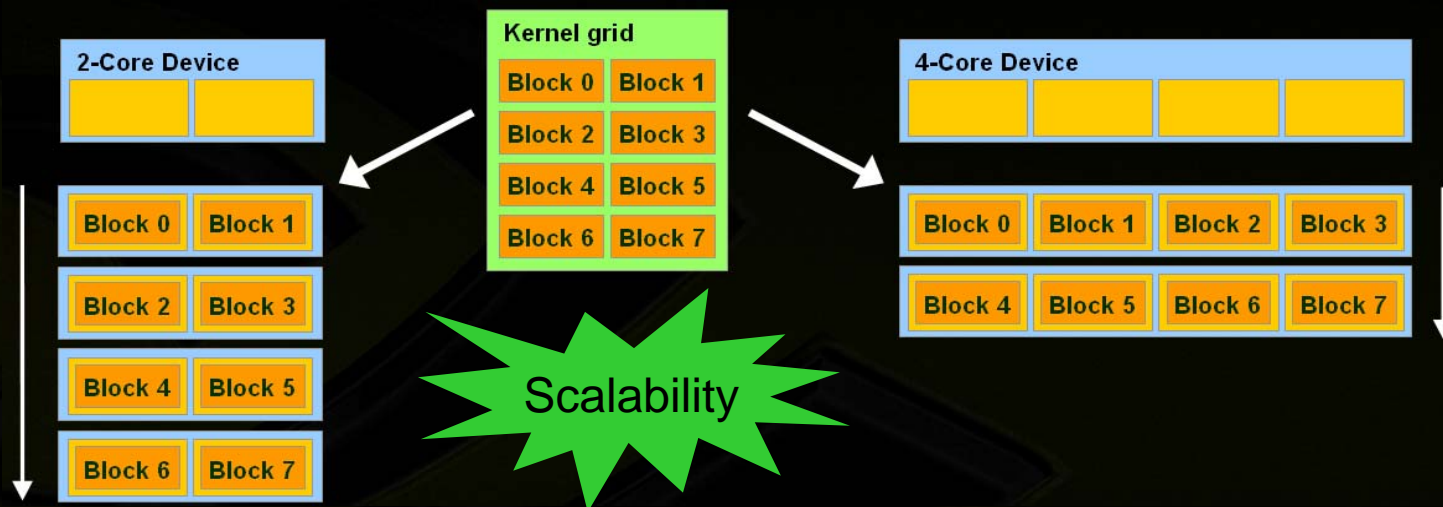 Kernel grid
Block 0 Block 1
Block 2 Block 3
Block 4 Block 5
Block 6 Block 7
2-Core Device
Block 0 Block 1
Block 2 Block 3
Block 4 Block 5
Block 6 Block 7
4-Core Device
Block 0 Block 1 Block 2 Block 3
Block 4 Block 5 Block 6 Block 7
Scalability